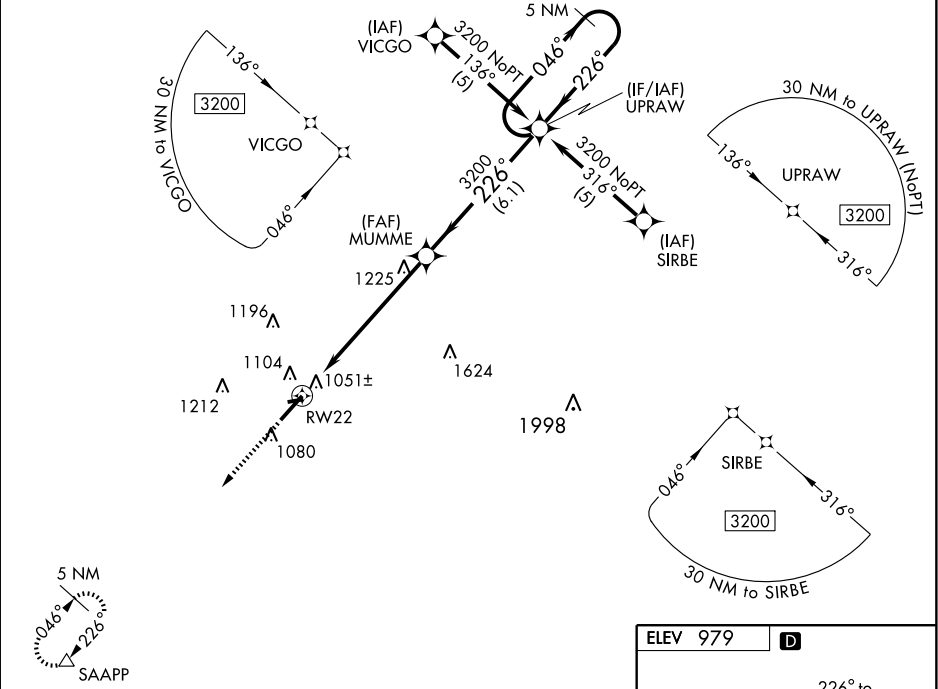 (IAF)
VICGO
3200 NoPT
136°
(5)
5 NM
046°
226°
(IF/IAF)
UPRAW
3200 NoPT
316°
(5)
(IAF)
SIRBE
3200
226°
(6.1)
(FAF)
MUMME
136°
3200
VICGO
046°
30 NM to VICGO
30 NM to UPRAW (NoPT)
136°
UPRAW
3200
316°
1225
1196
1104
1051±
1212
RW22
1080
1624
1998
SIRBE
046°
316°
3200
30 NM to SIRBE
5 NM
046°
226°
SAAPP
ELEV 979 D
226° to